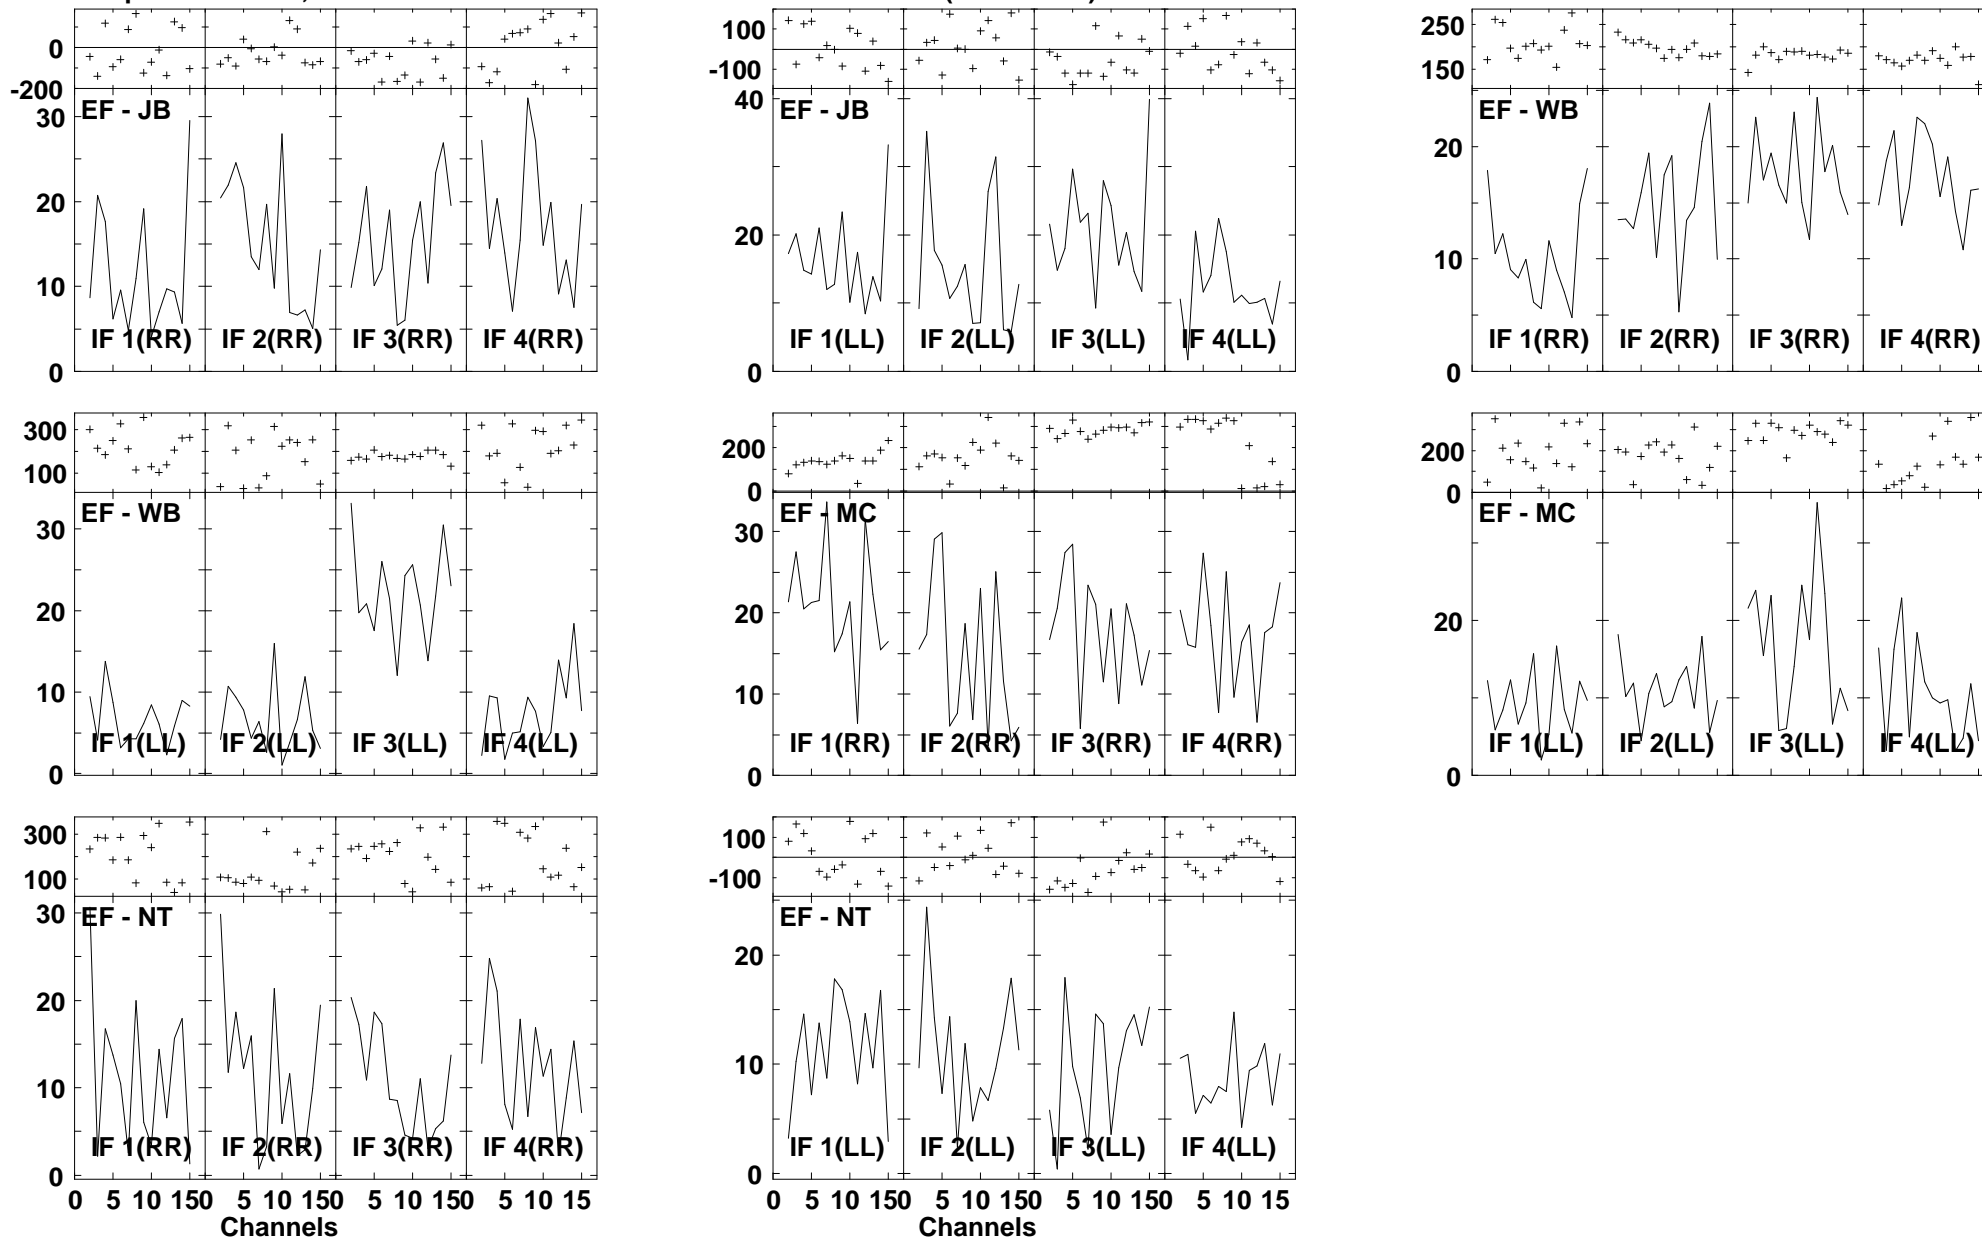 0
-200
100
-100
250
150
EF - JB
EF - JB
EF - WB
30
20
10
0
40
20
0
20
10
0
IF 1(RR) IF 2(RR) IF 3(RR) IF 4(RR)
IF 1(LL) IF 2(LL) IF 3(LL) IF 4(LL)
IF 1(RR) IF 2(RR) IF 3(RR) IF 4(RR)
300
100
200
0
200
0
EF - WB
EF - MC
EF - MC
30
20
10
0
30
20
10
0
20
0
IF 1(LL) IF 2(LL) IF 3(LL) IF 4(LL)
IF 1(RR) IF 2(RR) IF 3(RR) IF 4(RR)
IF 1(LL) IF 2(LL) IF 3(LL) IF 4(LL)
300
100
100
-100
EF - NT
EF - NT
30
20
10
0
20
10
0
IF 1(RR) IF 2(RR) IF 3(RR) IF 4(RR)
IF 1(LL) IF 2(LL) IF 3(LL) IF 4(LL)
0 5 10 150 5 10 150 5 10 150 5 10 15
0 5 10 150 5 10 150 5 10 150 5 10 15
Channels
Channels